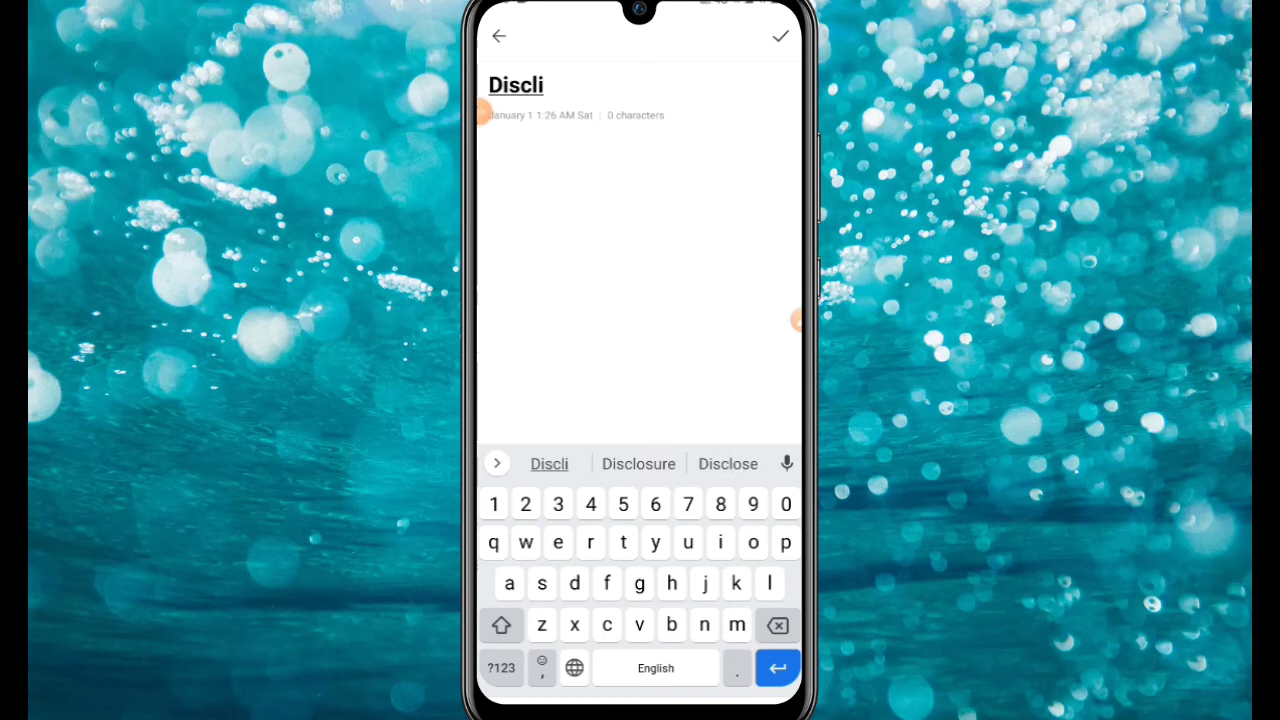 Discli
January 1 1:26 AM Sat | 0 characters
Discli Disclosure Disclose
1 2 3 4 5 6 7 8 9 0
q w e r t y u i o p
a s d f g h j k l
z x c v b n m
?123 , English .